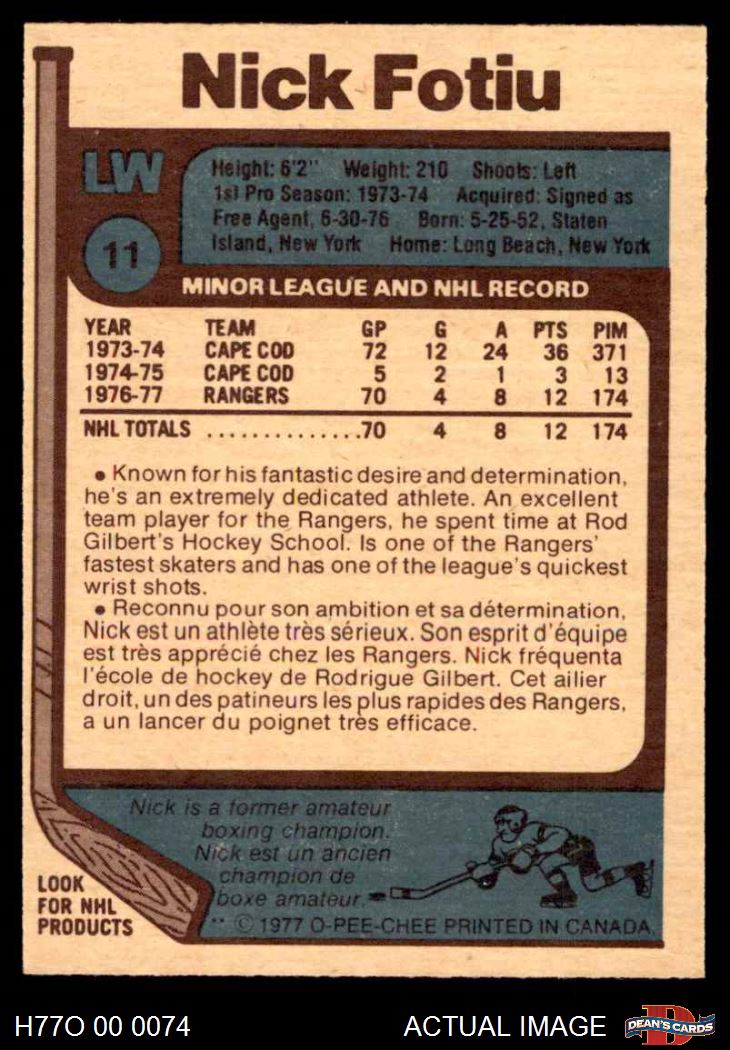 Nick Fotiu
LW
11
Height: 6'2" Weight: 210 Shoots: Left
1st Pro Season: 1973-74 Acquired: Signed as
Free Agent, 6-30-76 Born: 5-25-52, Staten
Island, New York Home: Long Beach, New York
MINOR LEAGUE AND NHL RECORD
YEAR TEAM GP G A PTS PIM
1973-74 CAPE COD 72 12 24 36 371
1974-75 CAPE COD 5 2 1 3 13
1976-77 RANGERS 70 4 8 12 174
NHL TOTALS ..............70 4 8 12 174
• Known for his fantastic desire and determination,
he's an extremely dedicated athlete. An excellent
team player for the Rangers, he spent time at Rod
Gilbert's Hockey School. Is one of the Rangers'
fastest skaters and has one of the league's quickest
wrist shots.
• Reconnu pour son ambition et sa détermination,
Nick est un athlète très sérieux. Son esprit d'équipe
est très apprécié chez les Rangers. Nick fréquenta
l'école de hockey de Rodrigue Gilbert. Cet ailier
droit, un des patineurs les plus rapides des Rangers,
a un lancer du poignet très efficace.
Nick is a former amateur
boxing champion.
Nick est un ancien
champion de
boxe amateur.
LOOK
FOR NHL
PRODUCTS
** © 1977 O-PEE-CHEE PRINTED IN CANADA.
H77O 00 0074 ACTUAL IMAGE
D
DEAN'S CARDS